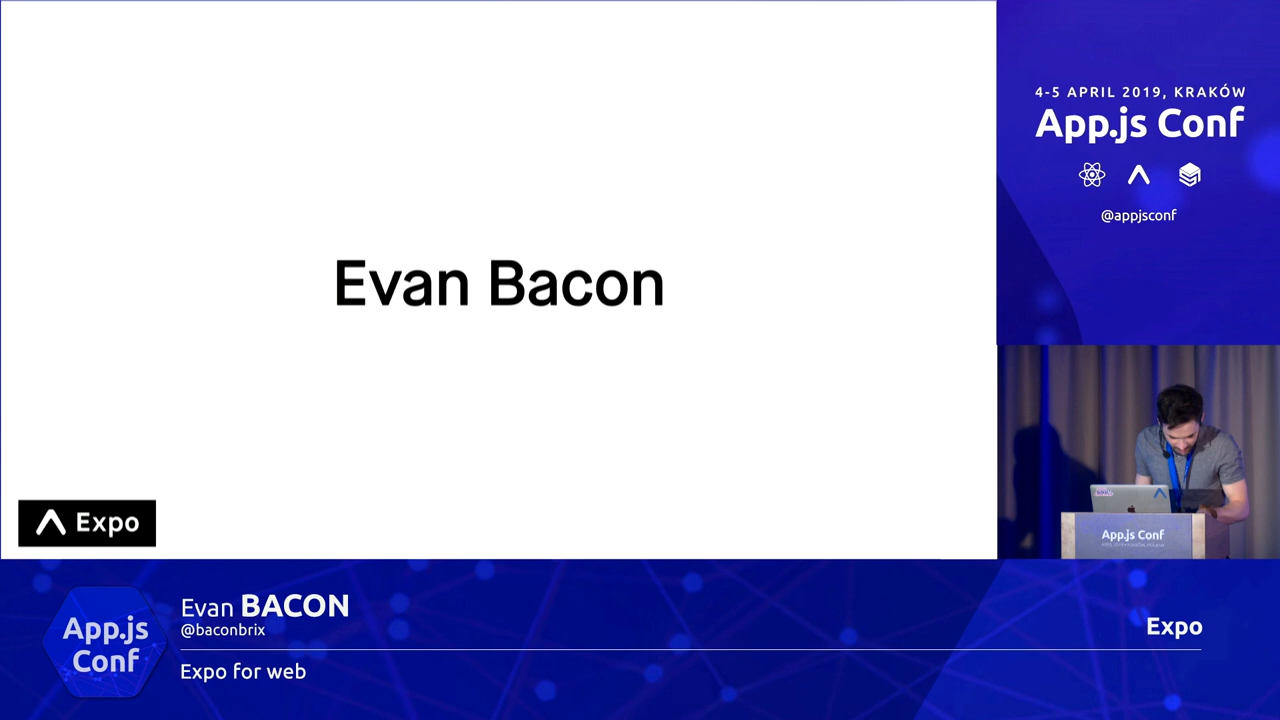 Evan Bacon
Expo
4-5 APRIL 2019, KRAKÓW
App.js Conf
@appjsconf
App.js Conf
App.js
Conf
Evan BACON
@baconbrix
Expo for web
Expo